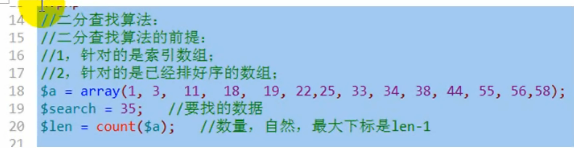 14 //二分查找算法：
15 //二分查找算法的前提：
16 //1，针对的是索引数组；
17 //2，针对的是已经排好序的数组；
18 $a = array(1, 3,  11,  18,  19, 22,25, 33, 34, 38, 44, 55, 56,58);
19 $search = 35;   //要找的数据
20 $len = count($a);   //数量，自然，最大下标是len-1
21